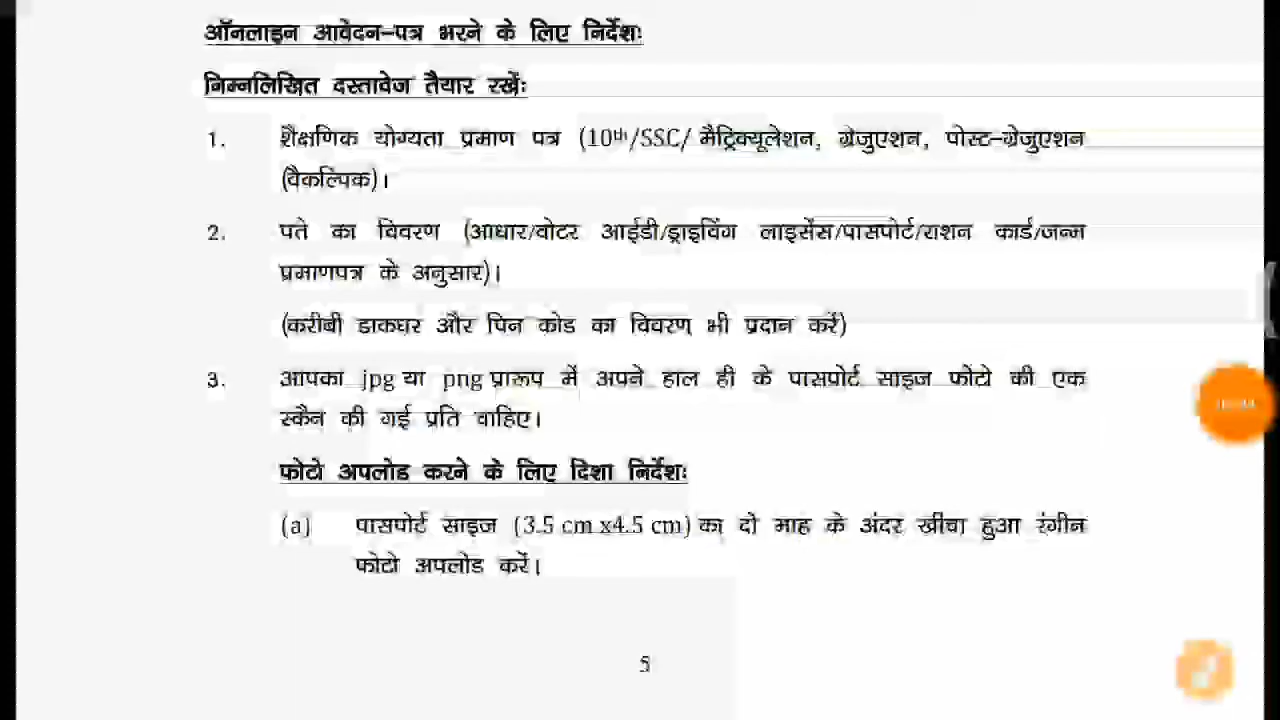 ऑनलाइन आवेदन-पत्र भरने के लिए निर्देशः
निम्नलिखित दस्तावेज तैयार रखेंः
1. शैक्षणिक योग्यता प्रमाण पत्र (10th/SSC/ मैट्रिक्यूलेशन, ग्रेजुएशन, पोस्ट-ग्रेजुएशन
(वैकल्पिक)।
2. पते का विवरण (आधार/वोटर आईडी/ड्राइविंग लाइसेंस/पासपोर्ट/राशन कार्ड/जन्म
प्रमाणपत्र के अनुसार)।
(करीबी डाकघर और पिन कोड का विवरण भी प्रदान करें)
3. आपका jpg या png प्रारूप में अपने हाल ही के पासपोर्ट साइज फोटो की एक
स्कैन की गई प्रति चाहिए।
फोटो अपलोड करने के लिए दिशा निर्देशः
(a) पासपोर्ट साइज (3.5 cm x4.5 cm) का दो माह के अंदर खींचा हुआ रंगीन
फोटो अपलोड करें।
5